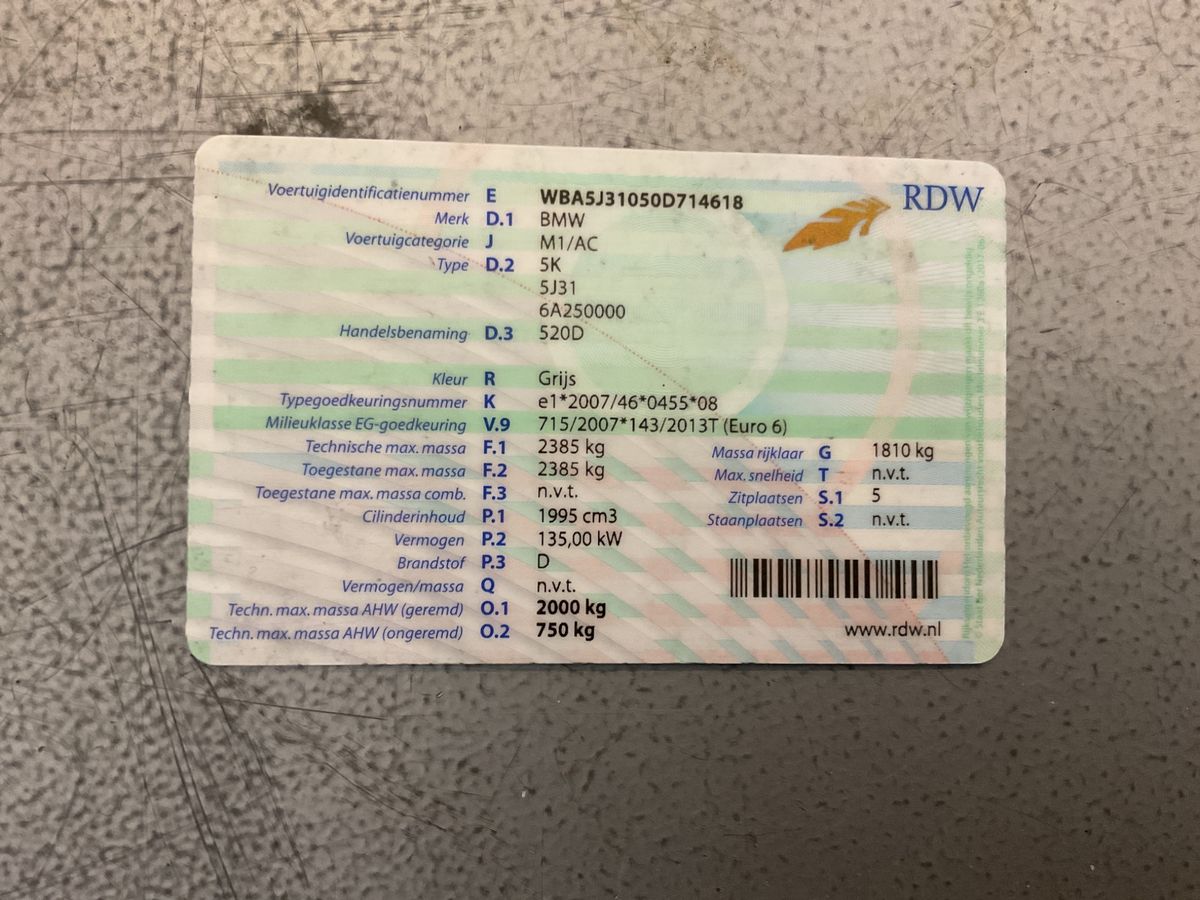 RDW
Voertuigidentificatienummer E WBA5J31050D714618
Merk D.1 BMW
Voertuigcategorie J M1/AC
Type D.2 5K
5J31
6A250000
Handelsbenaming D.3 520D
Kleur R Grijs
Typegoedkeuringsnummer K e1*2007/46*0455*08
Milieuklasse EG-goedkeuring V.9 715/2007*143/2013T (Euro 6)
Technische max. massa F.1 2385 kg Massa rijklaar G 1810 kg
Toegestane max. massa F.2 2385 kg Max. snelheid T n.v.t.
Toegestane max. massa comb. F.3 n.v.t. Zitplaatsen S.1 5
Cilinderinhoud P.1 1995 cm3 Staanplaatsen S.2 n.v.t.
Vermogen P.2 135,00 kW
Brandstof P.3 D
Vermogen/massa Q n.v.t.
Techn. max. massa AHW (geremd) O.1 2000 kg
Techn. max. massa AHW (ongeremd) O.2 750 kg
www.rdw.nl